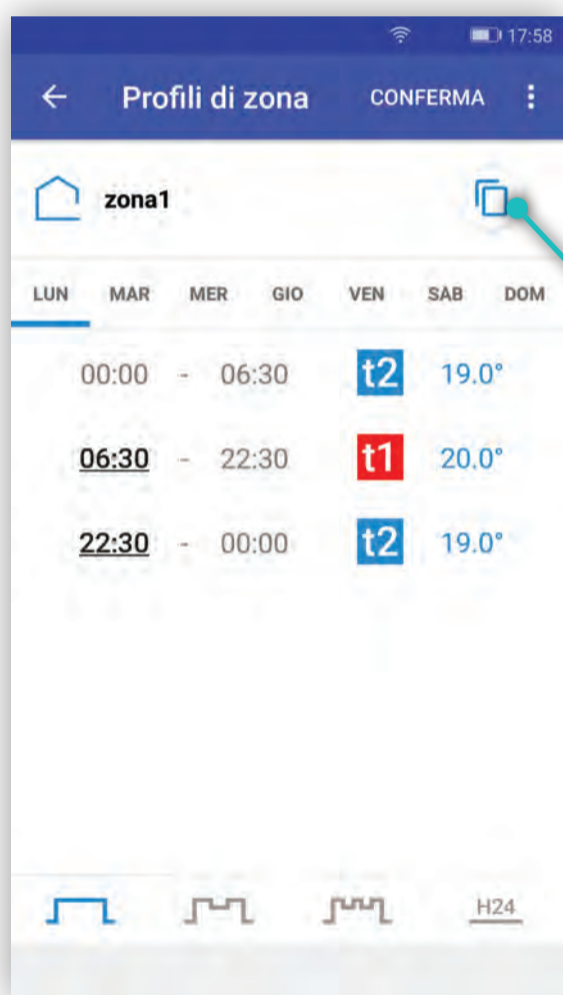 17:58
Profili di zona CONFERMA
zona1
LUN MAR MER GIO VEN SAB DOM
00:00 - 06:30 t2 19.0°
06:30 - 22:30 t1 20.0°
22:30 - 00:00 t2 19.0°
H24